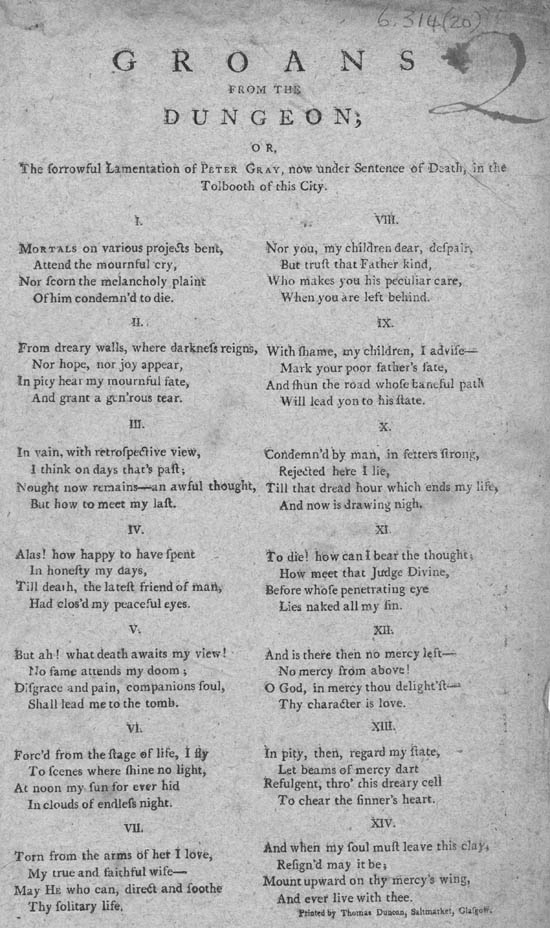 6.314(20)
2
GROANS
FROM THE
DUNGEON;
OR,
The ſorrowful Lamentation of PETER GRAY, now under Sentence of Death, in the
Tolbooth of this City.
I.
MORTALS on various projects bent,
Attend the mournful cry,
Nor ſcorn the melancholy plaint
Of him condemn'd to die.
II.
From dreary walls, where darkneſs reigns,
Nor hope, nor joy appear,
In pity hear my mournful fate,
And grant a gen'rous tear.
III.
In vain, with retroſpective view,
I think on days that's paſt;
Nought now remains—an awful thought,
But how to meet my laſt.
IV.
Alas! how happy to have ſpent
In honeſty my days,
Till death, the lateſt friend of man,
Had clos'd my peaceful eyes.
V.
But ah! what death awaits my view!
No fame attends my doom;
Diſgrace and pain, companions foul,
Shall lead me to the tomb.
VI.
Forc'd from the ſtage of life, I fly
To ſcenes where ſhine no light,
At noon my ſun for ever hid
In clouds of endleſs night.
VII.
Torn from the arms of her I love,
My true and faithful wife—
May HE who can, direct and ſoothe
Thy ſolitary life.
VIII.
Nor you, my children dear, deſpair,
But truſt that Father kind,
Who makes you his peculiar care,
When you are left behind.
IX.
With ſhame, my children, I adviſe—
Mark your poor father's fate,
And ſhun the road whoſe baneful path
Will lead yon to his ſtate.
X.
Condemn'd by man, in fetters ſtrong,
Rejected here I lie,
Till that dread hour which ends my life,
And now is drawing nigh.
XI.
To die! how can i bear the thought;
How meet that Judge Divine,
Before whoſe penetrating eye
Lies naked all my ſin.
XII.
And is there then no mercy left—
No mercy from above!
O God, in mercy thou delight'ſt—
Thy character is love.
XIII.
In pity, then, regard my ſtate,
Let beams of mercy dart
Refulgent, thro' this dreary cell
To chear the ſinner's heart.
XIV.
And when my ſoul muſt leave this clay,
Reſign'd may it be;
Mount upward on thy mercy's wing,
And ever live with thee.
Printed by Thomas Duncan, Saltmarket, Glaſgow.